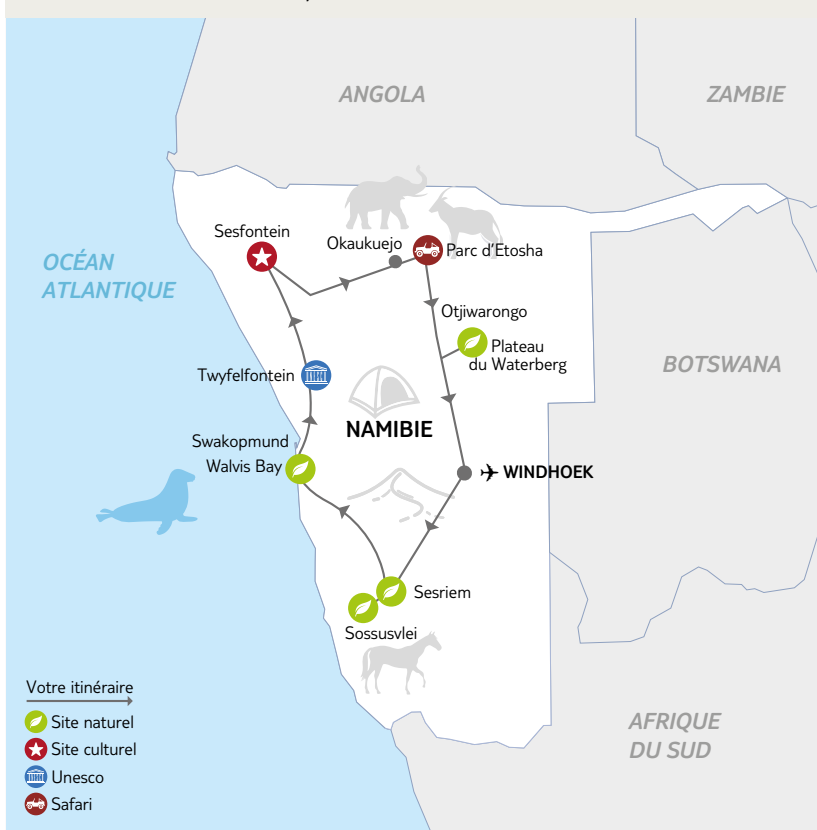 ANGOLA
ZAMBIE
Sesfontein
Okaukuejo
Parc d'Etosha
OCÉAN
ATLANTIQUE
Otjiwarongo
Plateau
du Waterberg
BOTSWANA
Twyfelfontein
NAMIBIE
Swakopmund
Walvis Bay
WINDHOEK
Sesriem
Sossusvlei
Votre itinéraire
Site naturel
Site culturel
Unesco
Safari
AFRIQUE
DU SUD